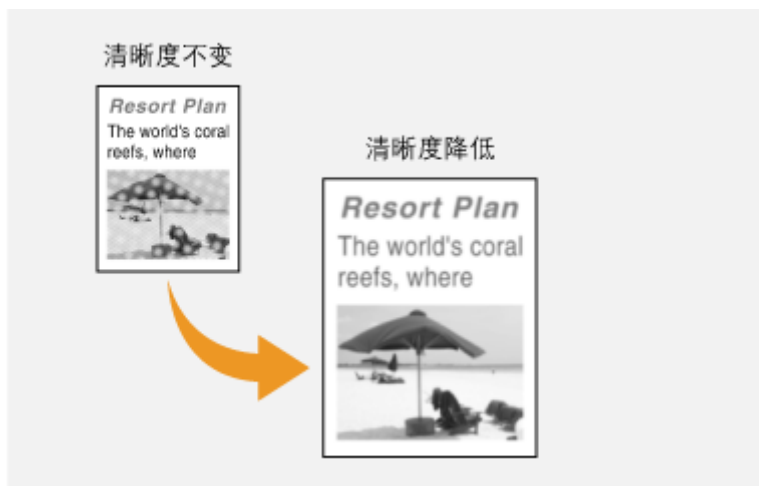 清晰度不变
Resort Plan
The world's coral
reefs, where
清晰度降低
Resort Plan
The world's coral
reefs, where